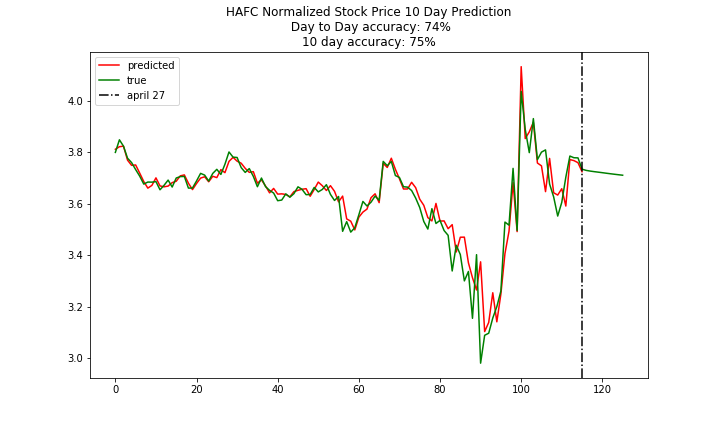 HAFC Normalized Stock Price 10 Day Prediction
Day to Day accuracy: 74%
10 day accuracy: 75%
predicted
true
april 27
4.0
3.8
3.6
3.4
3.2
3.0
0 20 40 60 80 100 120